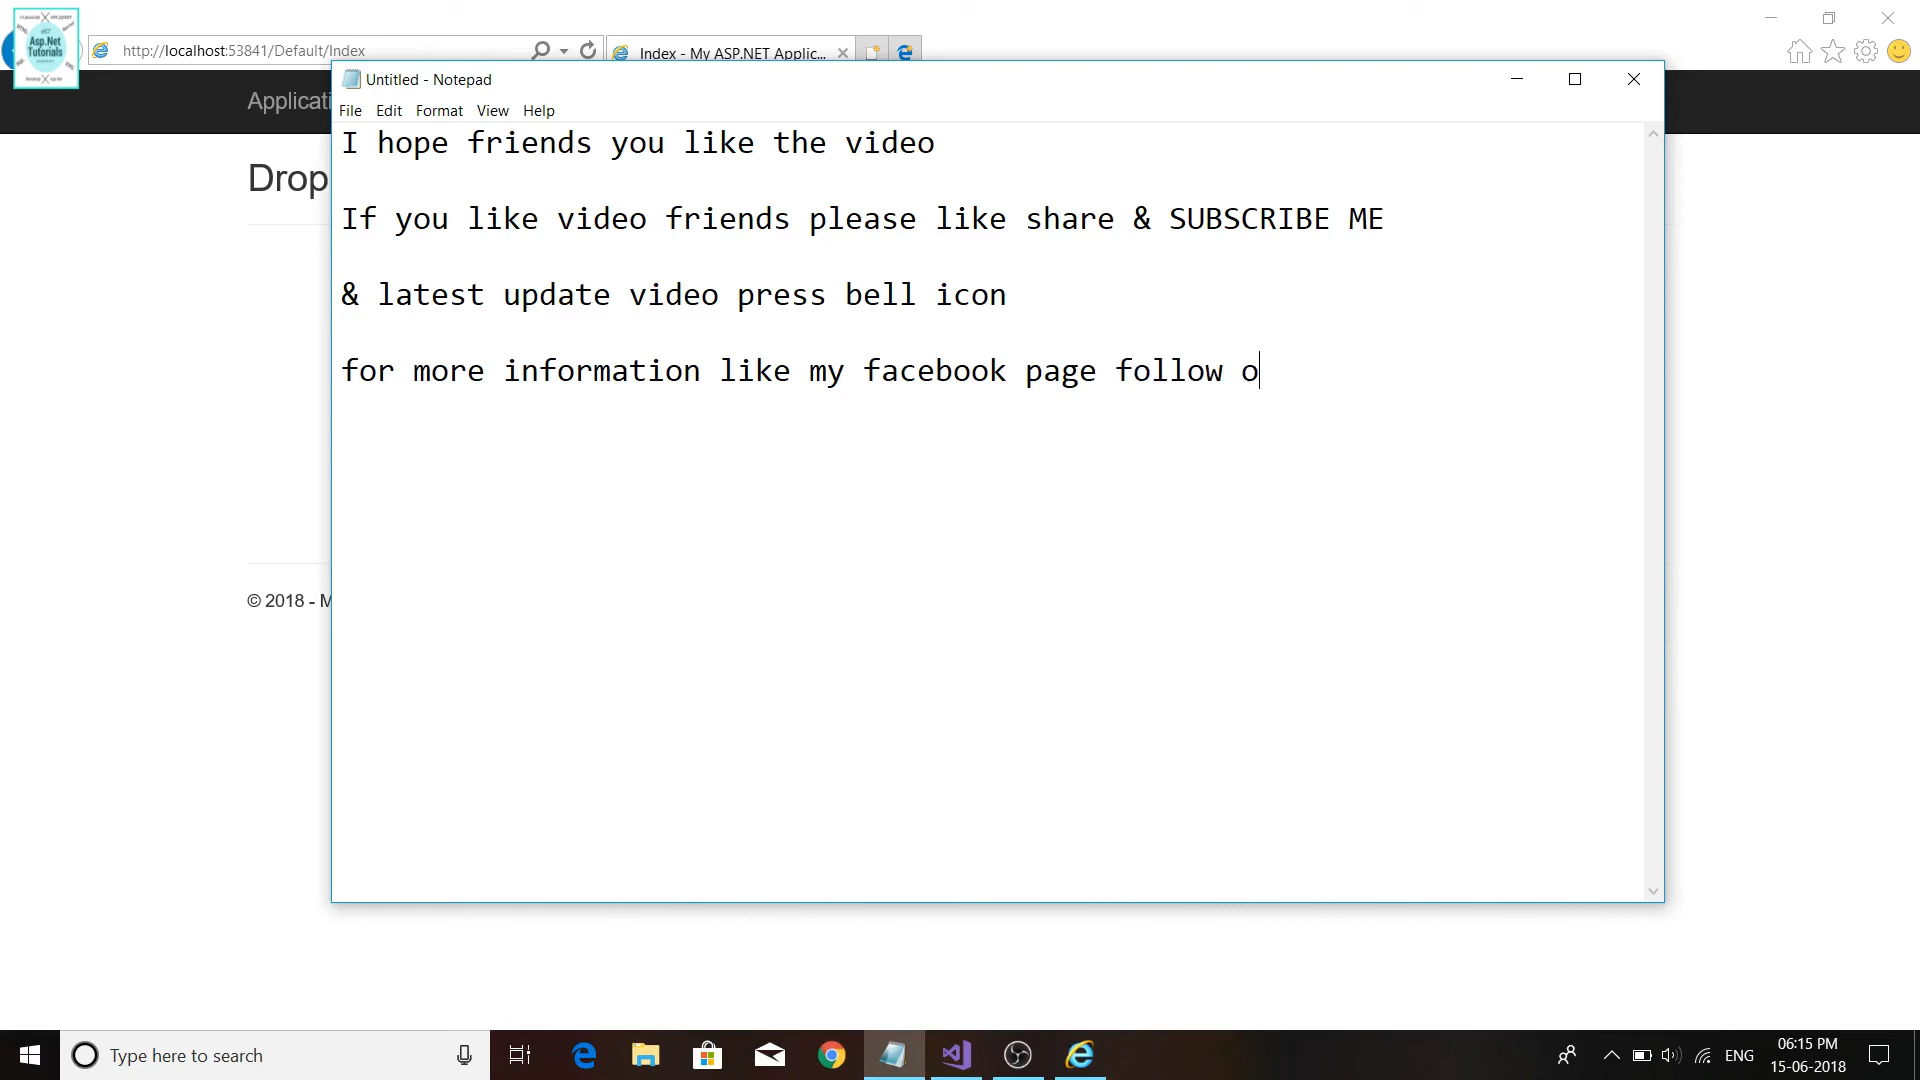 Asp.Net
Tutorials
http://localhost:53841/Default/Index
Index - My ASP.NET Applic...
Applicati
Untitled - Notepad
File Edit Format View Help
Drop
I hope friends you like the video
If you like video friends please like share & SUBSCRIBE ME
& latest update video press bell icon
for more information like my facebook page follow o
© 2018 - M
Type here to search
ENG
06:15 PM
15-06-2018